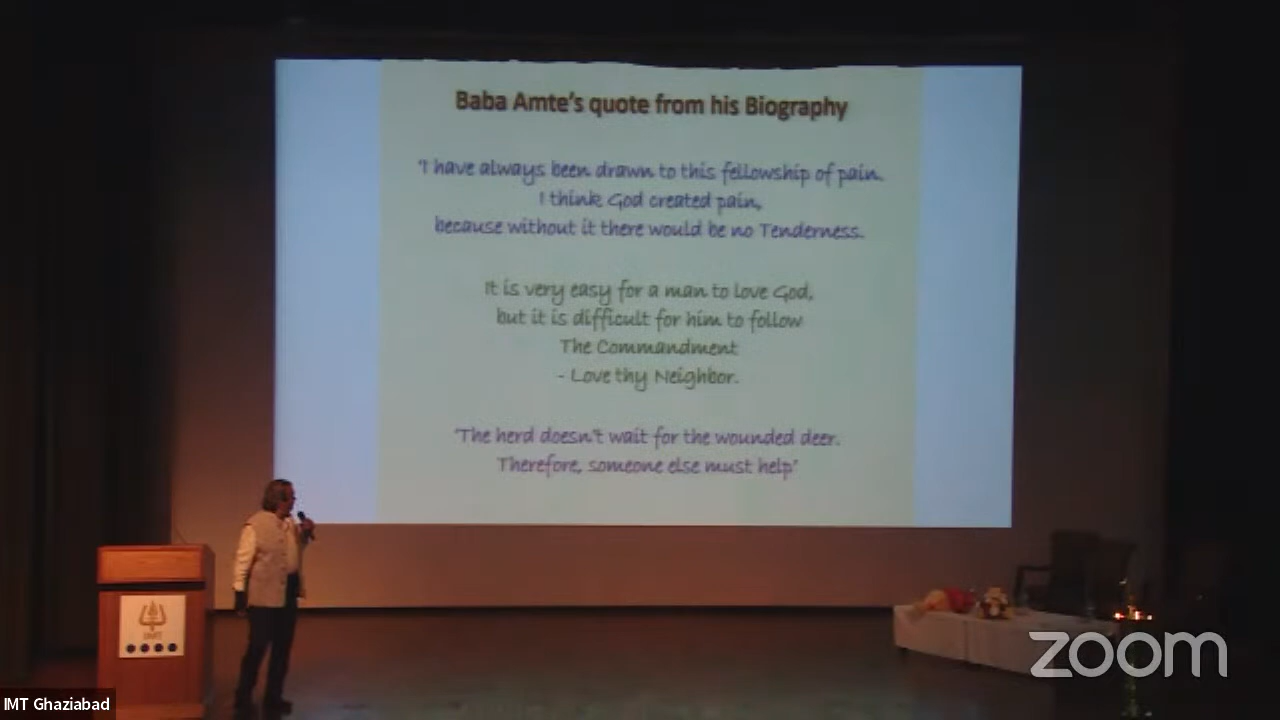 Baba Amte's quote from his Biography
'I have always been drawn to this fellowship of pain.
I think God created pain,
because without it there would be no Tenderness.
It is very easy for a man to love God,
but it is difficult for him to follow
The Commandment
- Love thy Neighbor.
'The herd doesn't wait for the wounded deer.
Therefore, someone else must help'
IMT
zoom
IMT Ghaziabad